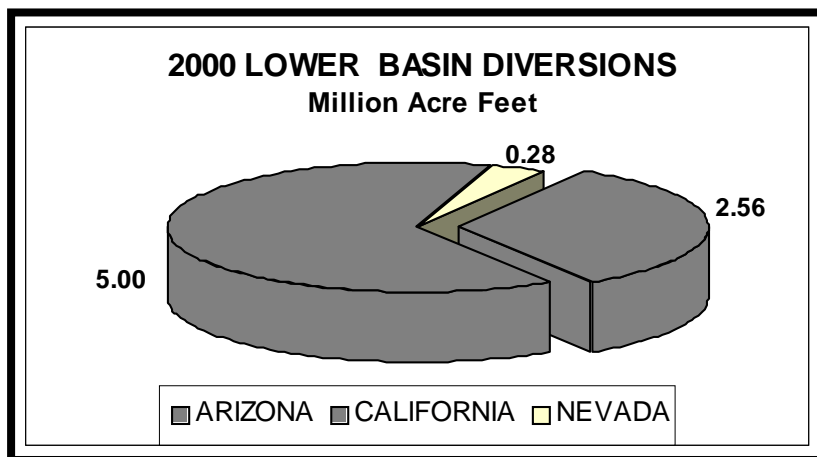 2000 LOWER BASIN DIVERSIONS
Million Acre Feet
0.28
2.56
5.00
ARIZONA CALIFORNIA NEVADA